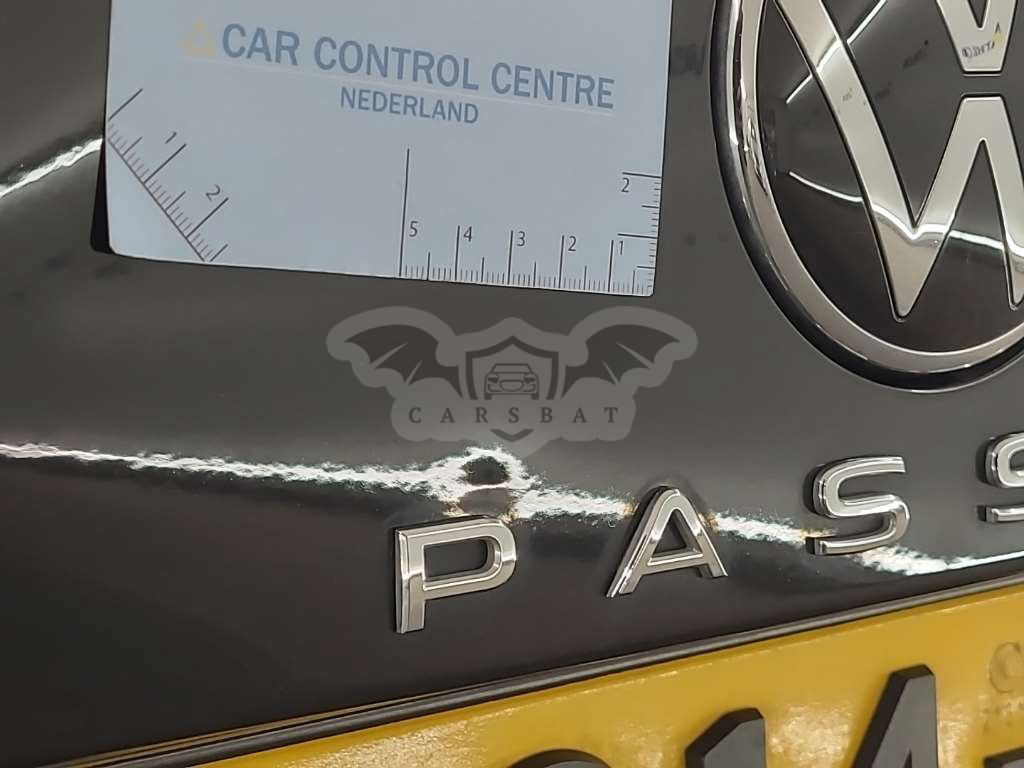 CAR CONTROL CENTRE
NEDERLAND
1
2
2
5 4 3 2 1
CARSBAT
PASS